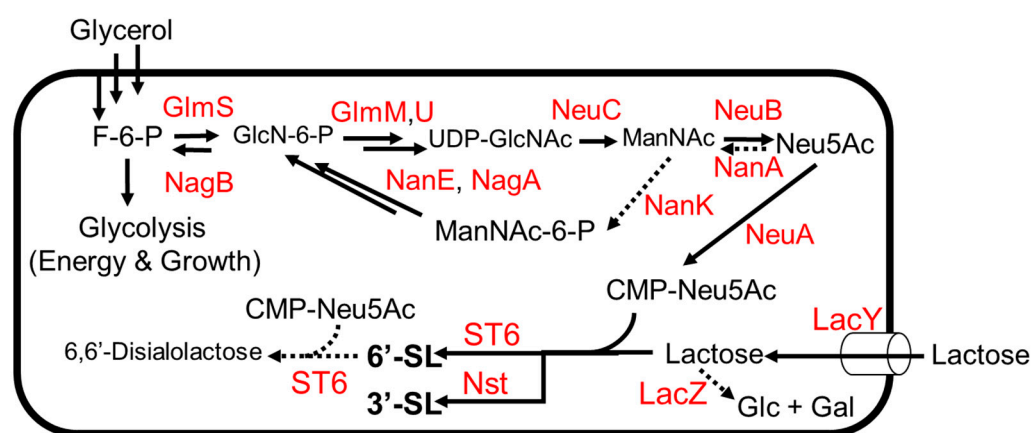 Glycerol
GlmS
GlmM,U
NeuC
NeuB
F-6-P
GlcN-6-P
UDP-GlcNAc
ManNAc
Neu5Ac
NagB
NanE, NagA
NanA
NanK
Glycolysis
(Energy & Growth)
ManNAc-6-P
NeuA
CMP-Neu5Ac
CMP-Neu5Ac
LacY
ST6
6,6'-Disialolactose
6'-SL
Lactose
Lactose
ST6
Nst
3'-SL
LacZ
Glc + Gal